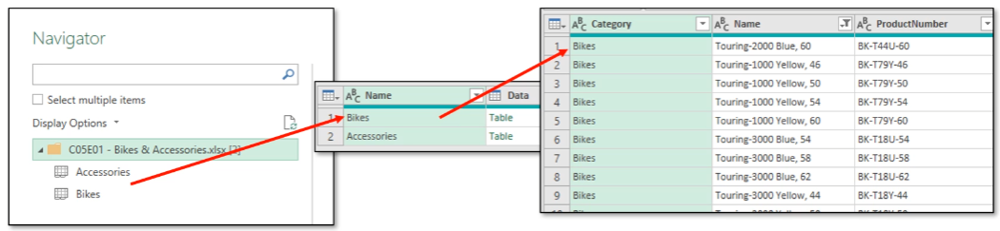 Navigator
Select multiple items
Display Options
C05E01 - Bikes & Accessories.xlsx [2]
Accessories
Bikes
ABC Name Data
1 Bikes Table
2 Accessories Table
ABC Category ABC Name ABC ProductNumber
1 Bikes Touring-2000 Blue, 60 BK-T44U-60
2 Bikes Touring-1000 Yellow, 46 BK-T79Y-46
3 Bikes Touring-1000 Yellow, 50 BK-T79Y-50
4 Bikes Touring-1000 Yellow, 54 BK-T79Y-54
5 Bikes Touring-1000 Yellow, 60 BK-T79Y-60
6 Bikes Touring-3000 Blue, 54 BK-T18U-54
7 Bikes Touring-3000 Blue, 58 BK-T18U-58
8 Bikes Touring-3000 Blue, 62 BK-T18U-62
9 Bikes Touring-3000 Yellow, 44 BK-T18Y-44